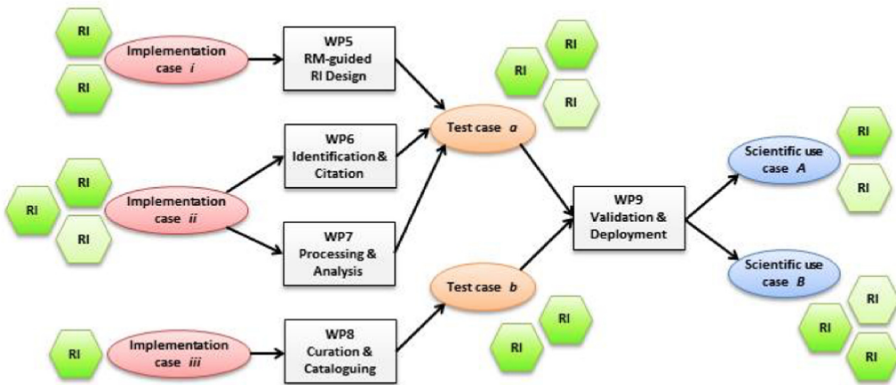 RI
RI
Implementation
case i
WP5
RM-guided
RI Design
RI
RI
RI
Test case a
RI
RI
RI
Implementation
case ii
WP6
Identification &
Citation
WP7
Processing &
Analysis
WP9
Validation &
Deployment
Scientific use
case A
RI
RI
Test case b
RI
RI
Scientific use
case B
RI
RI
RI
RI
Implementation
case iii
WP8
Curation &
Cataloguing